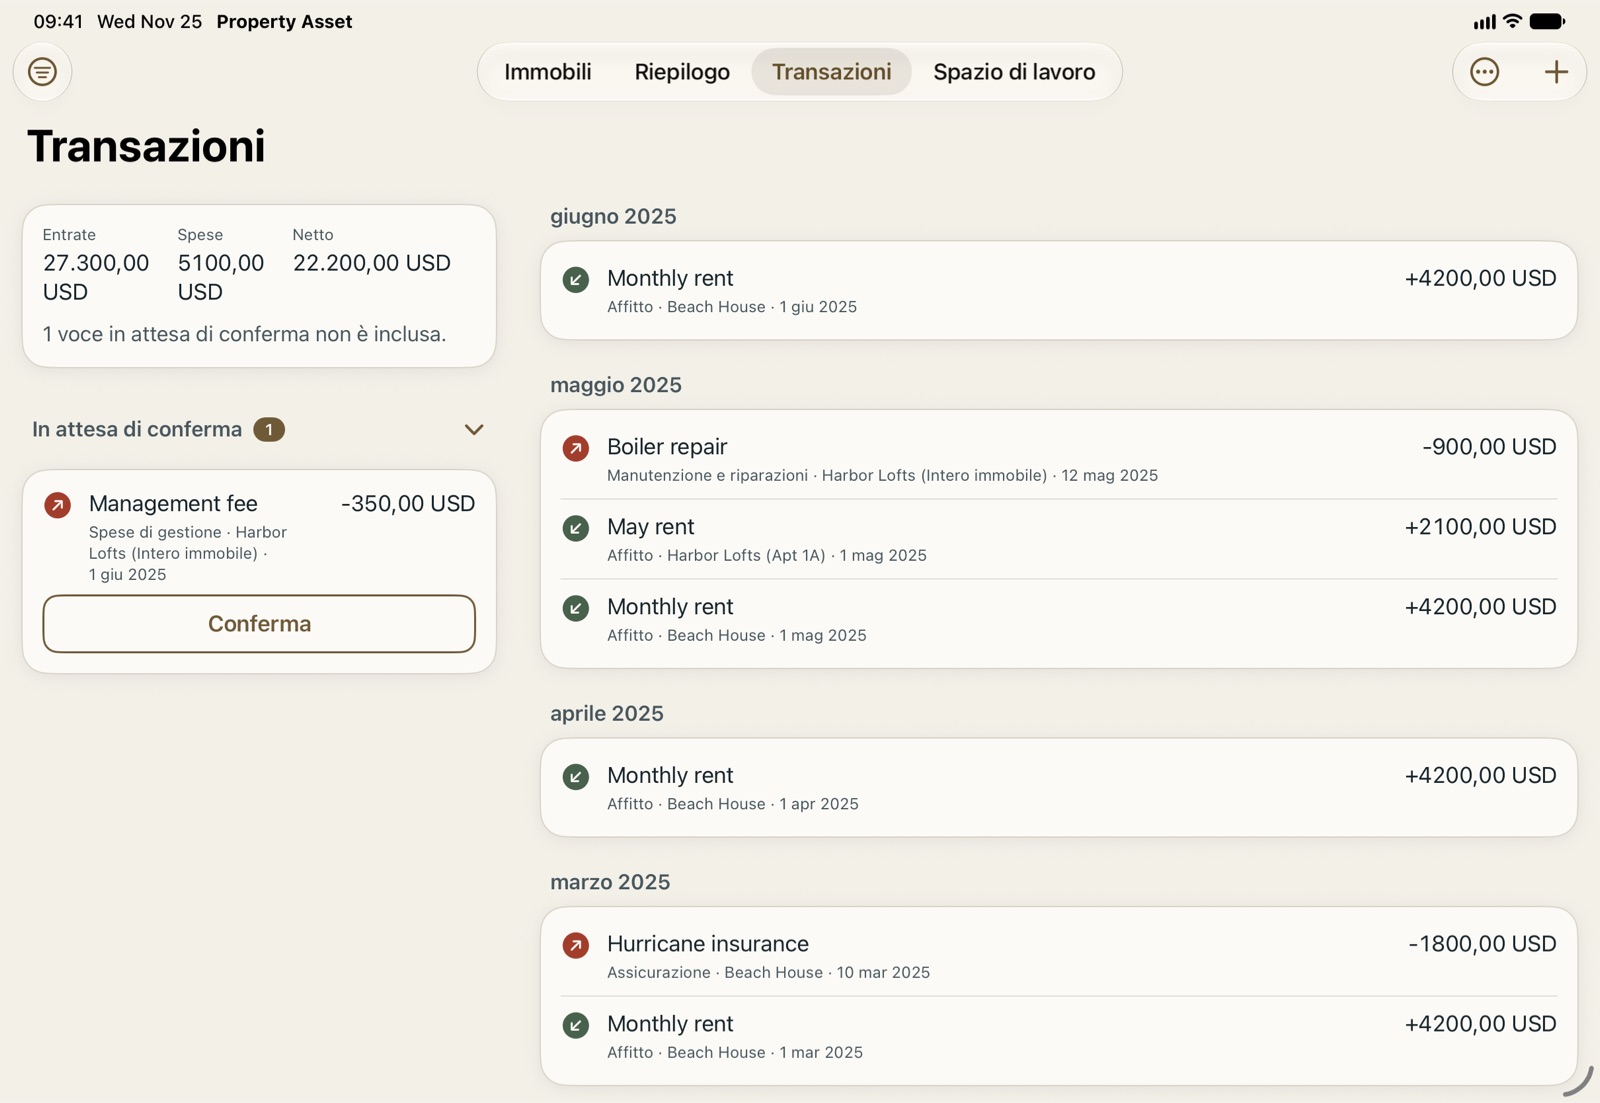 09:41 Wed Nov 25 Property Asset
Immobili Riepilogo Transazioni Spazio di lavoro
Transazioni
Entrate Spese Netto
27.300,00 USD 5100,00 USD 22.200,00 USD
1 voce in attesa di conferma non è inclusa.
In attesa di conferma 1
Management fee -350,00 USD
Spese di gestione · Harbor
Lofts (Intero immobile) ·
1 giu 2025
Conferma
giugno 2025
Monthly rent +4200,00 USD
Affitto · Beach House · 1 giu 2025
maggio 2025
Boiler repair -900,00 USD
Manutenzione e riparazioni · Harbor Lofts (Intero immobile) · 12 mag 2025
May rent +2100,00 USD
Affitto · Harbor Lofts (Apt 1A) · 1 mag 2025
Monthly rent +4200,00 USD
Affitto · Beach House · 1 mag 2025
aprile 2025
Monthly rent +4200,00 USD
Affitto · Beach House · 1 apr 2025
marzo 2025
Hurricane insurance -1800,00 USD
Assicurazione · Beach House · 10 mar 2025
Monthly rent +4200,00 USD
Affitto · Beach House · 1 mar 2025